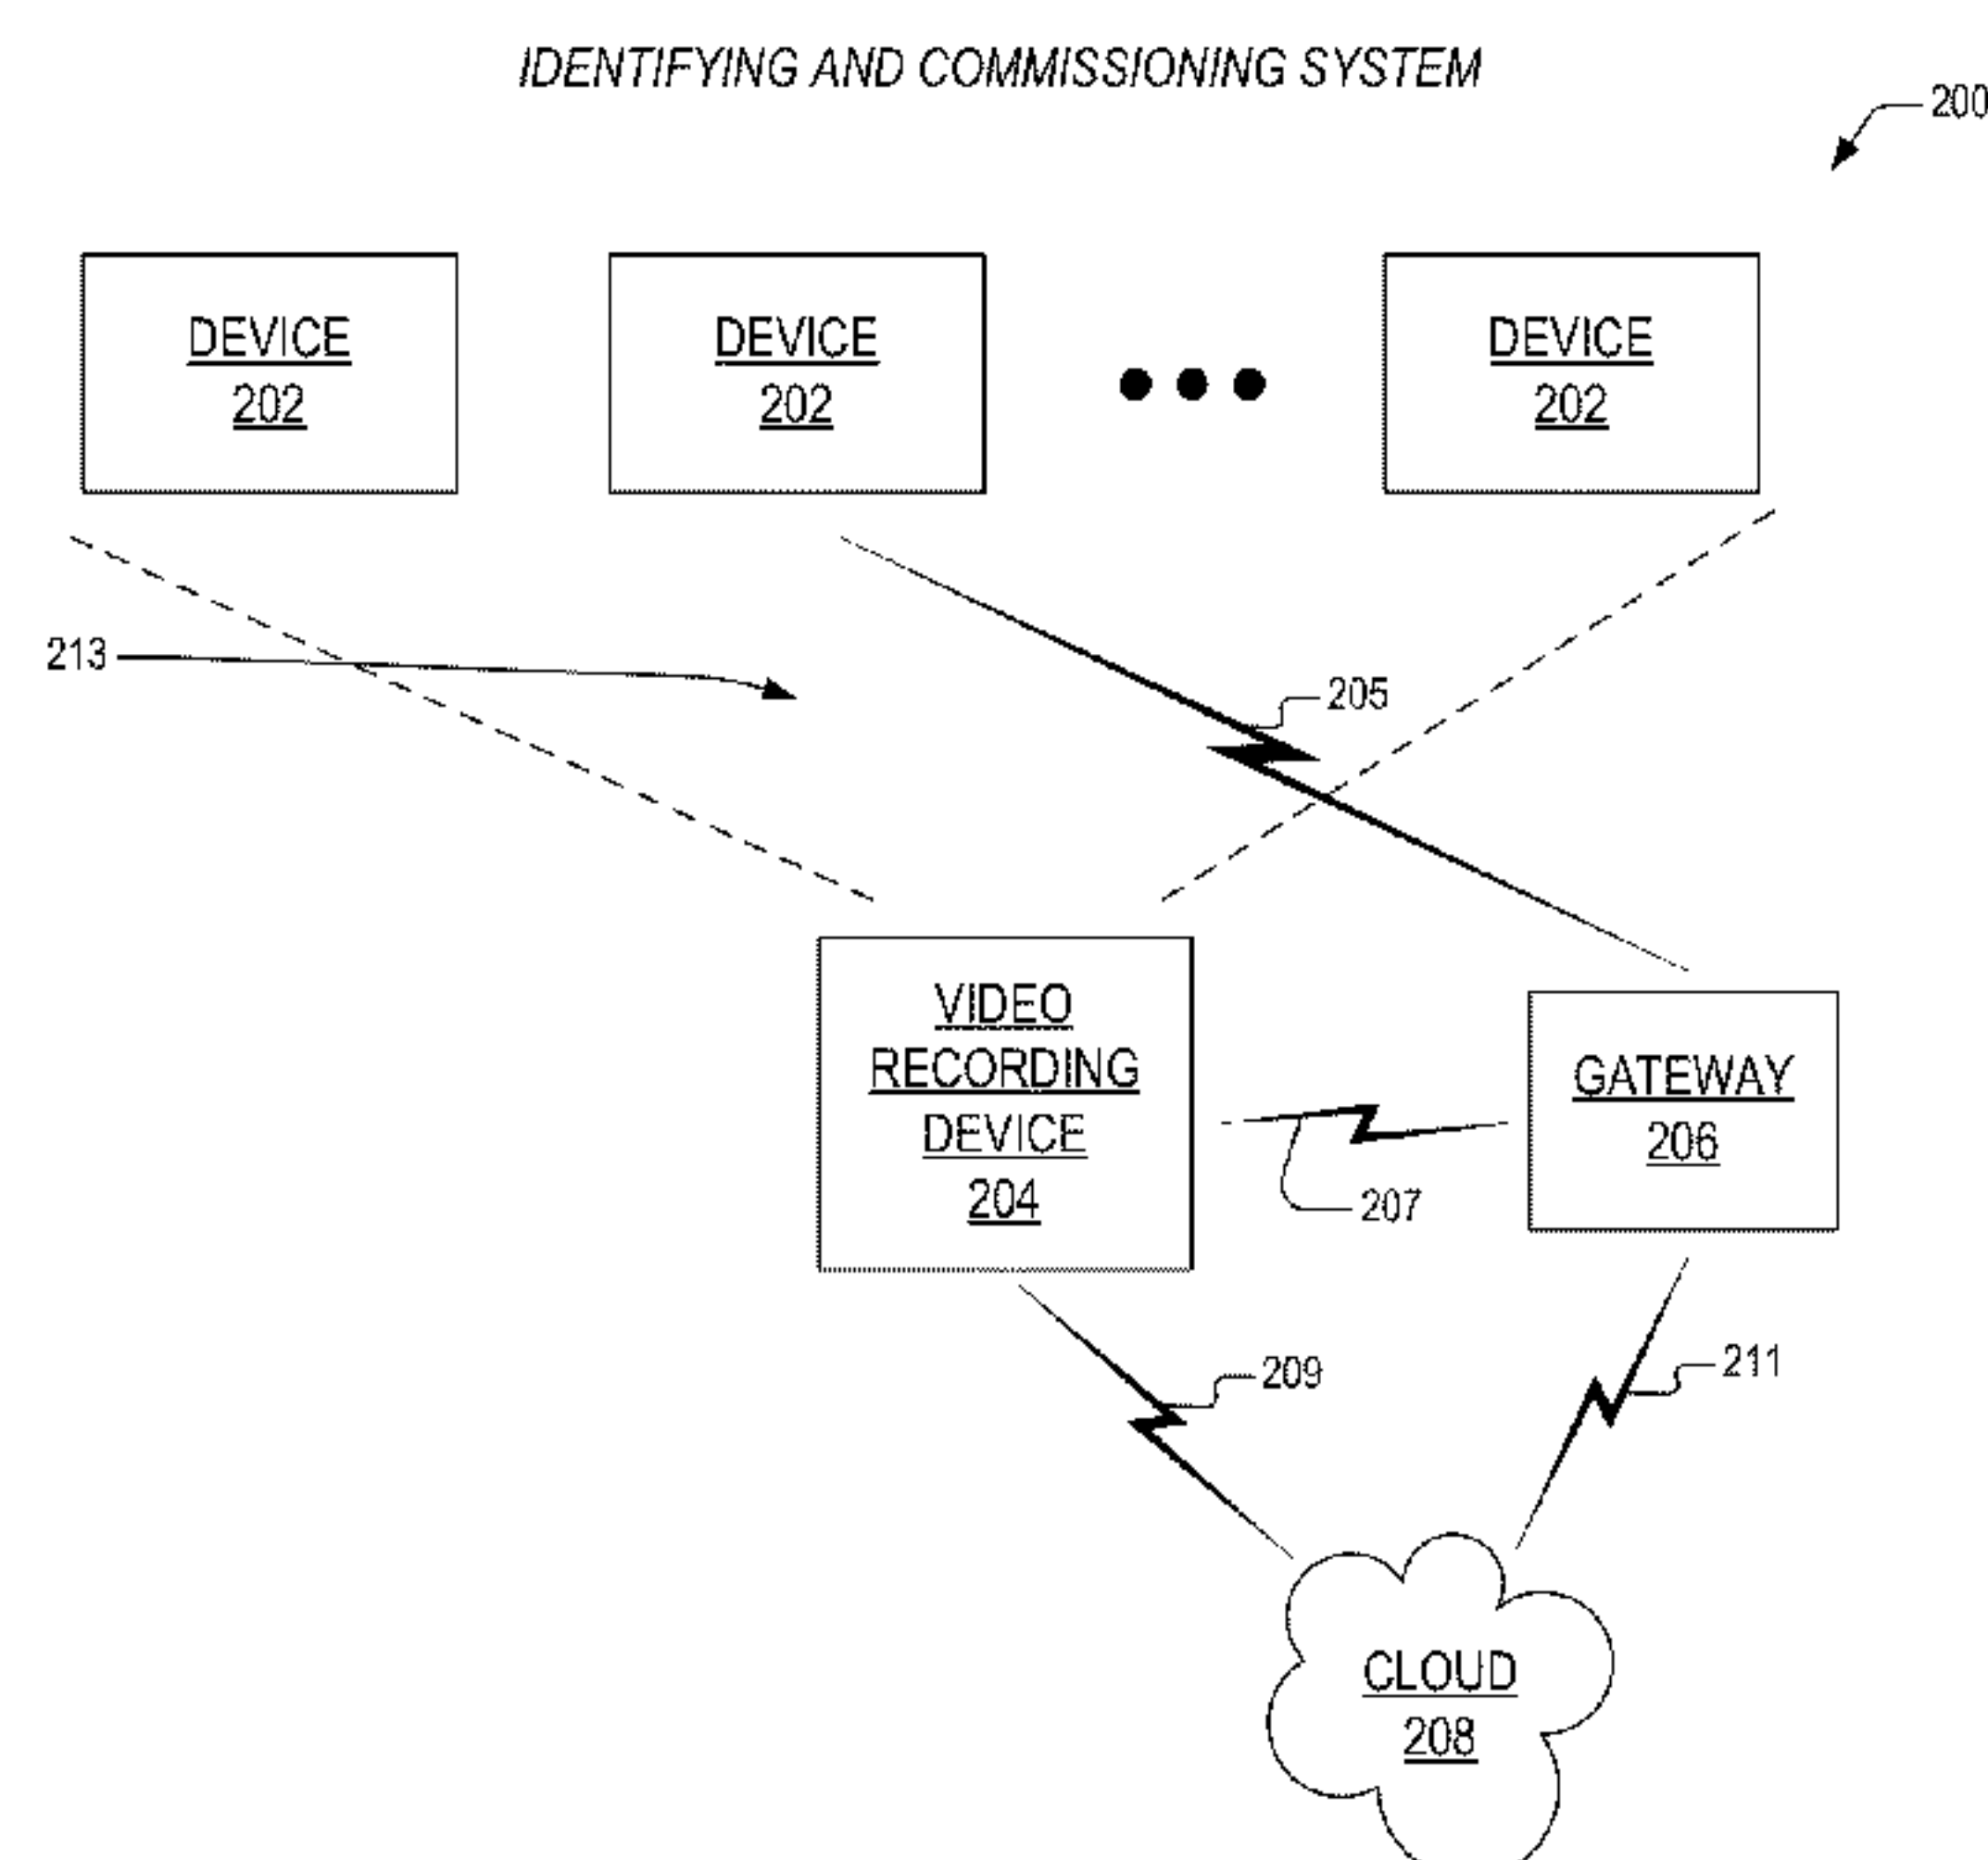 IDENTIFYING AND COMMISSIONING SYSTEM
200
DEVICE
202
DEVICE
202
DEVICE
202
213
205
VIDEO
RECORDING
DEVICE
204
GATEWAY
206
207
209
211
CLOUD
208